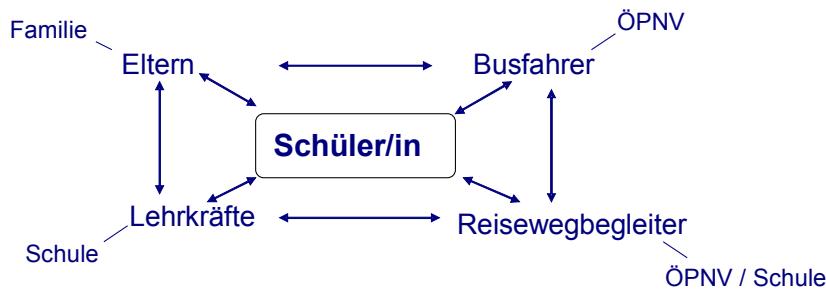 ÖPNV
Familie
Eltern
Busfahrer
Schüler/in
Lehrkräfte
Reisewegbegleiter
Schule
ÖPNV / Schule